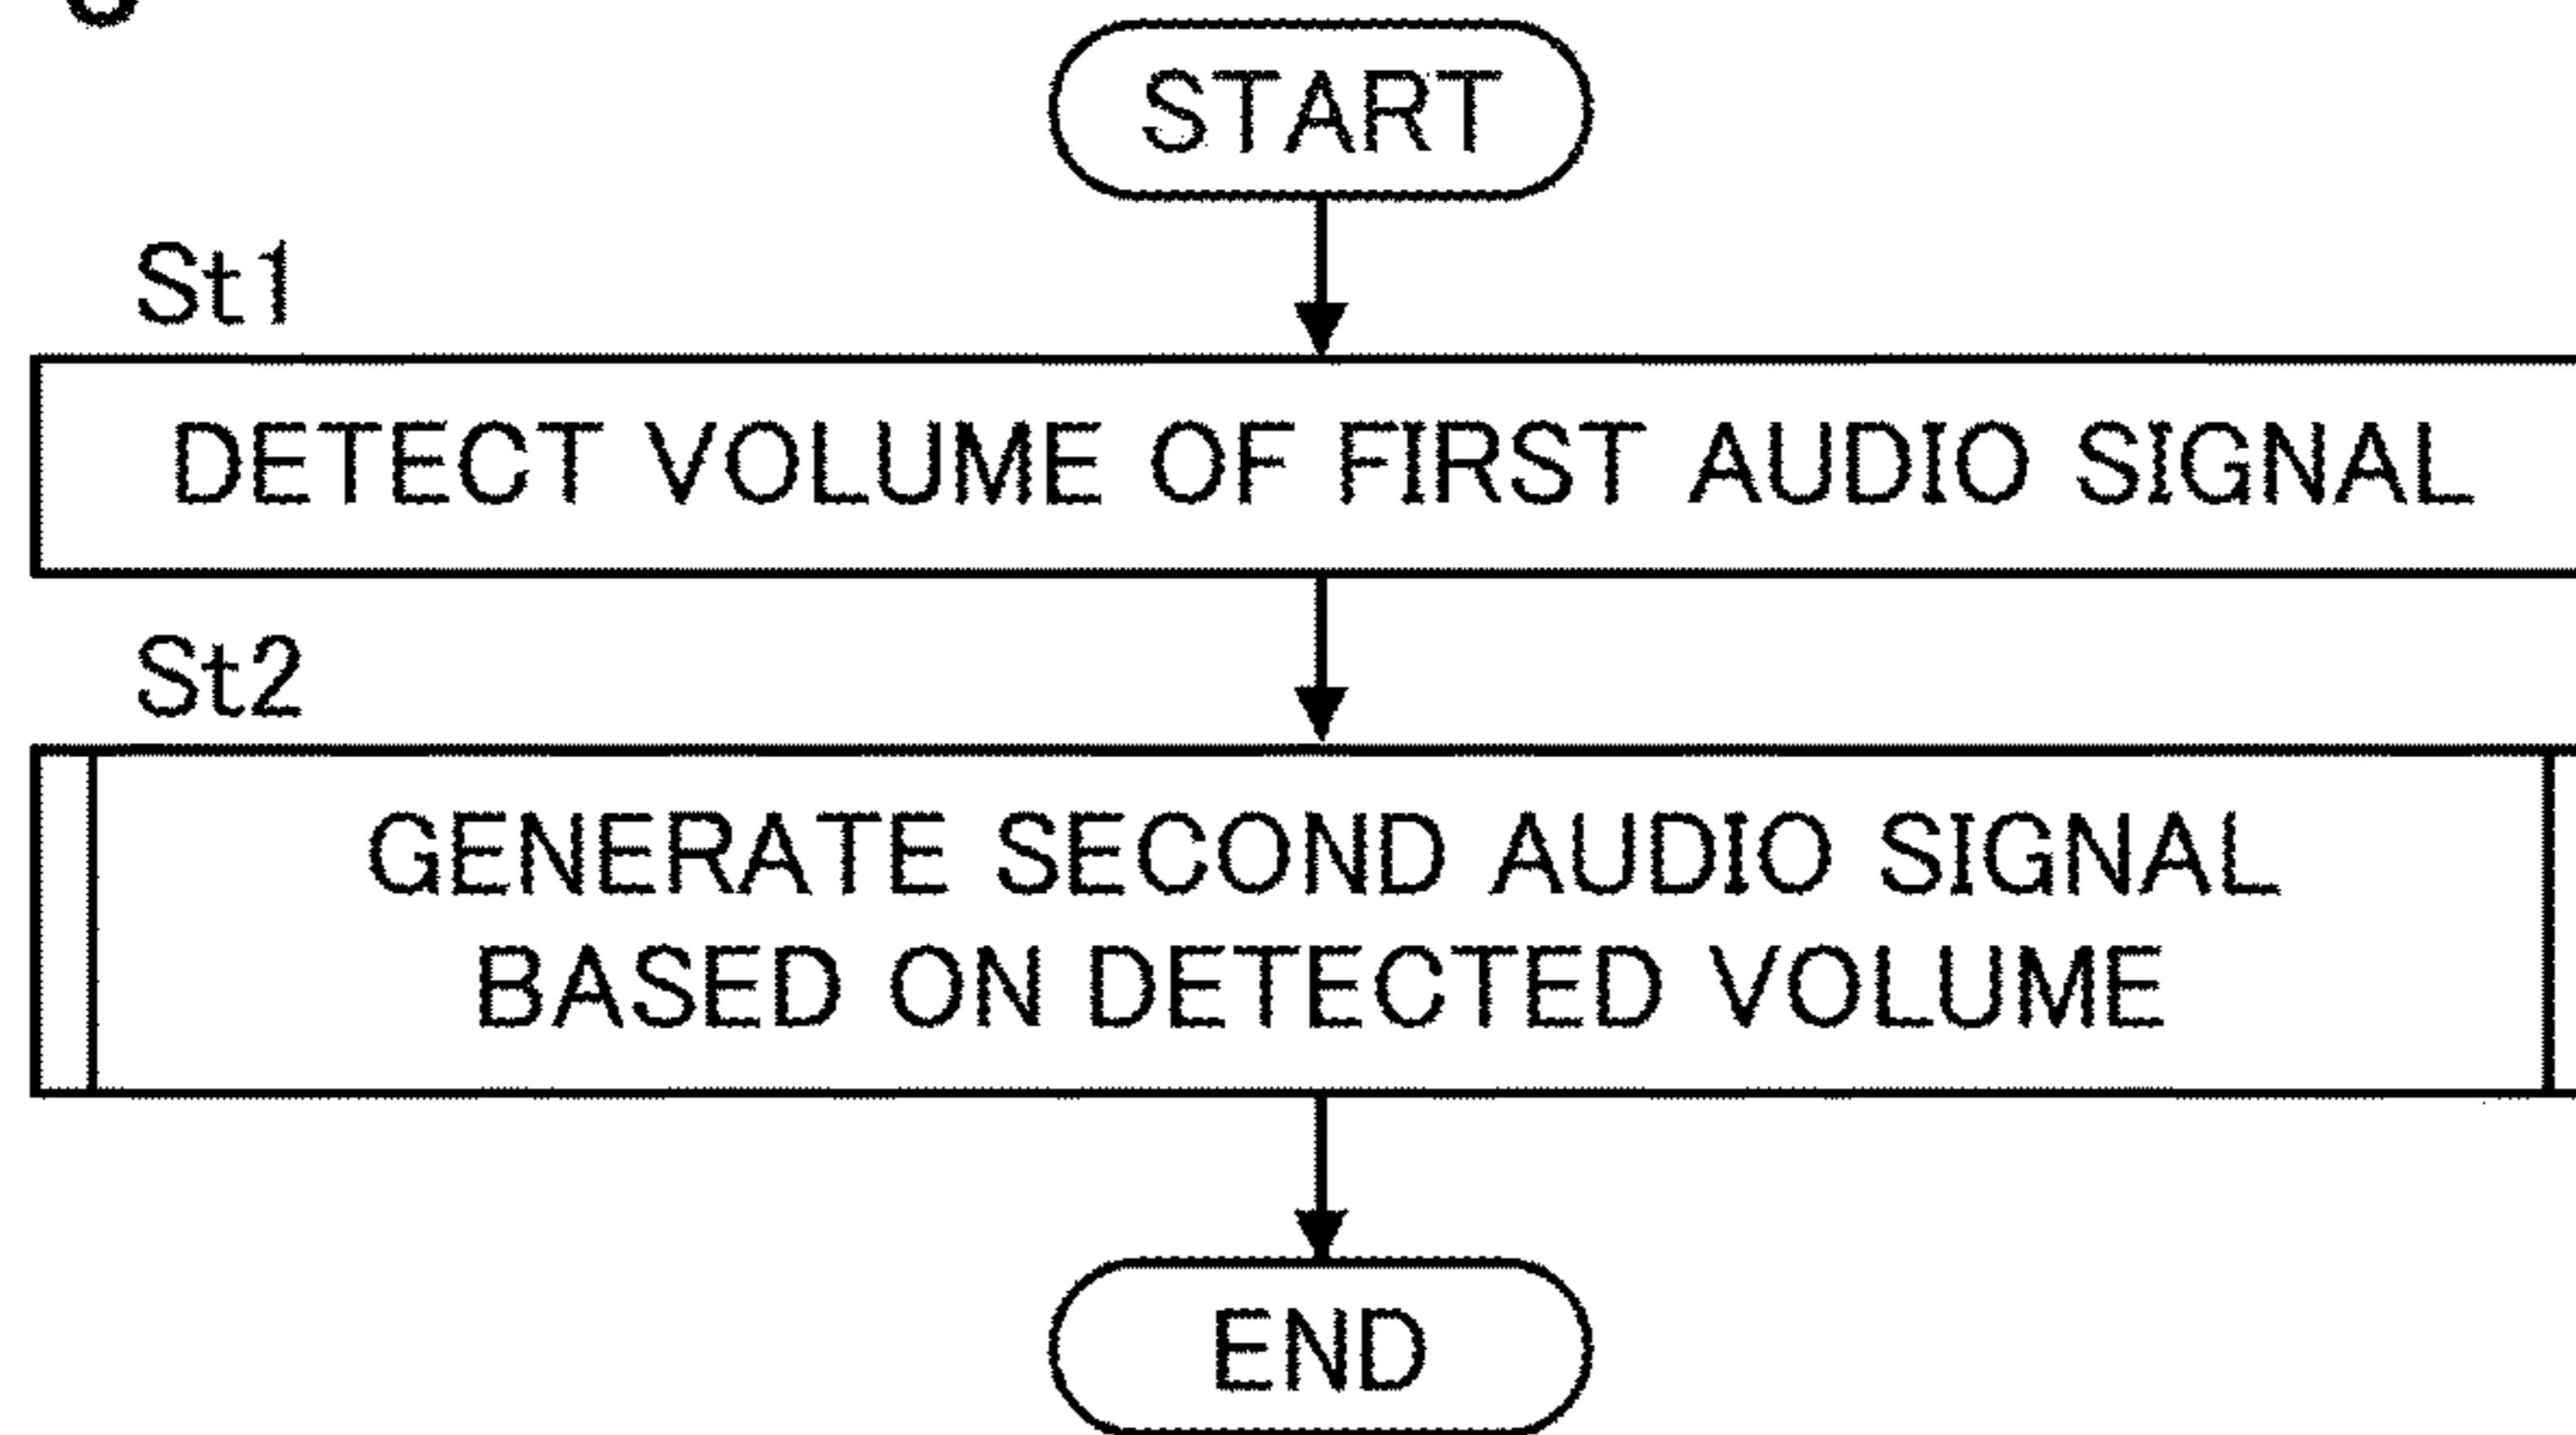 START
St1
DETECT VOLUME OF FIRST AUDIO SIGNAL
St2
GENERATE SECOND AUDIO SIGNAL
BASED ON DETECTED VOLUME
END